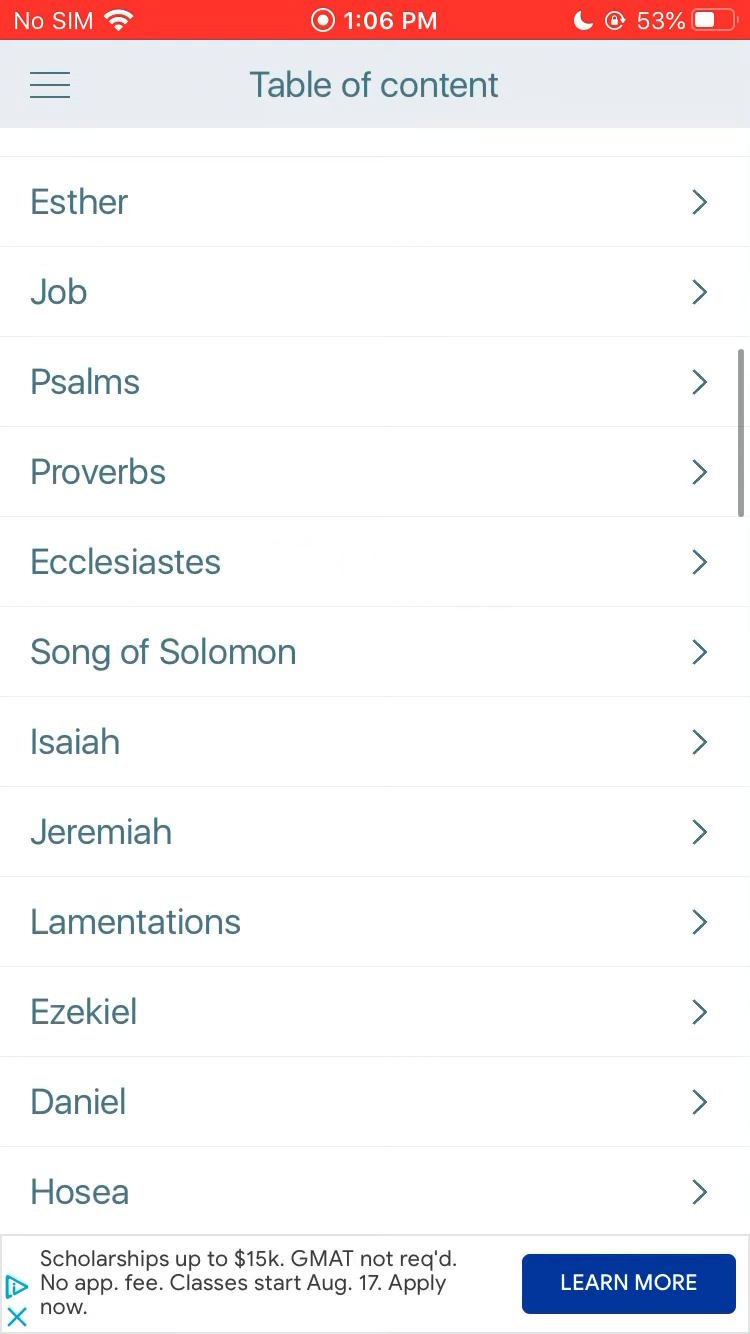 No SIM 1:06 PM 53%
Table of content
Esther
Job
Psalms
Proverbs
Ecclesiastes
Song of Solomon
Isaiah
Jeremiah
Lamentations
Ezekiel
Daniel
Hosea
Scholarships up to $15k. GMAT not req'd.
No app. fee. Classes start Aug. 17. Apply
now.
LEARN MORE